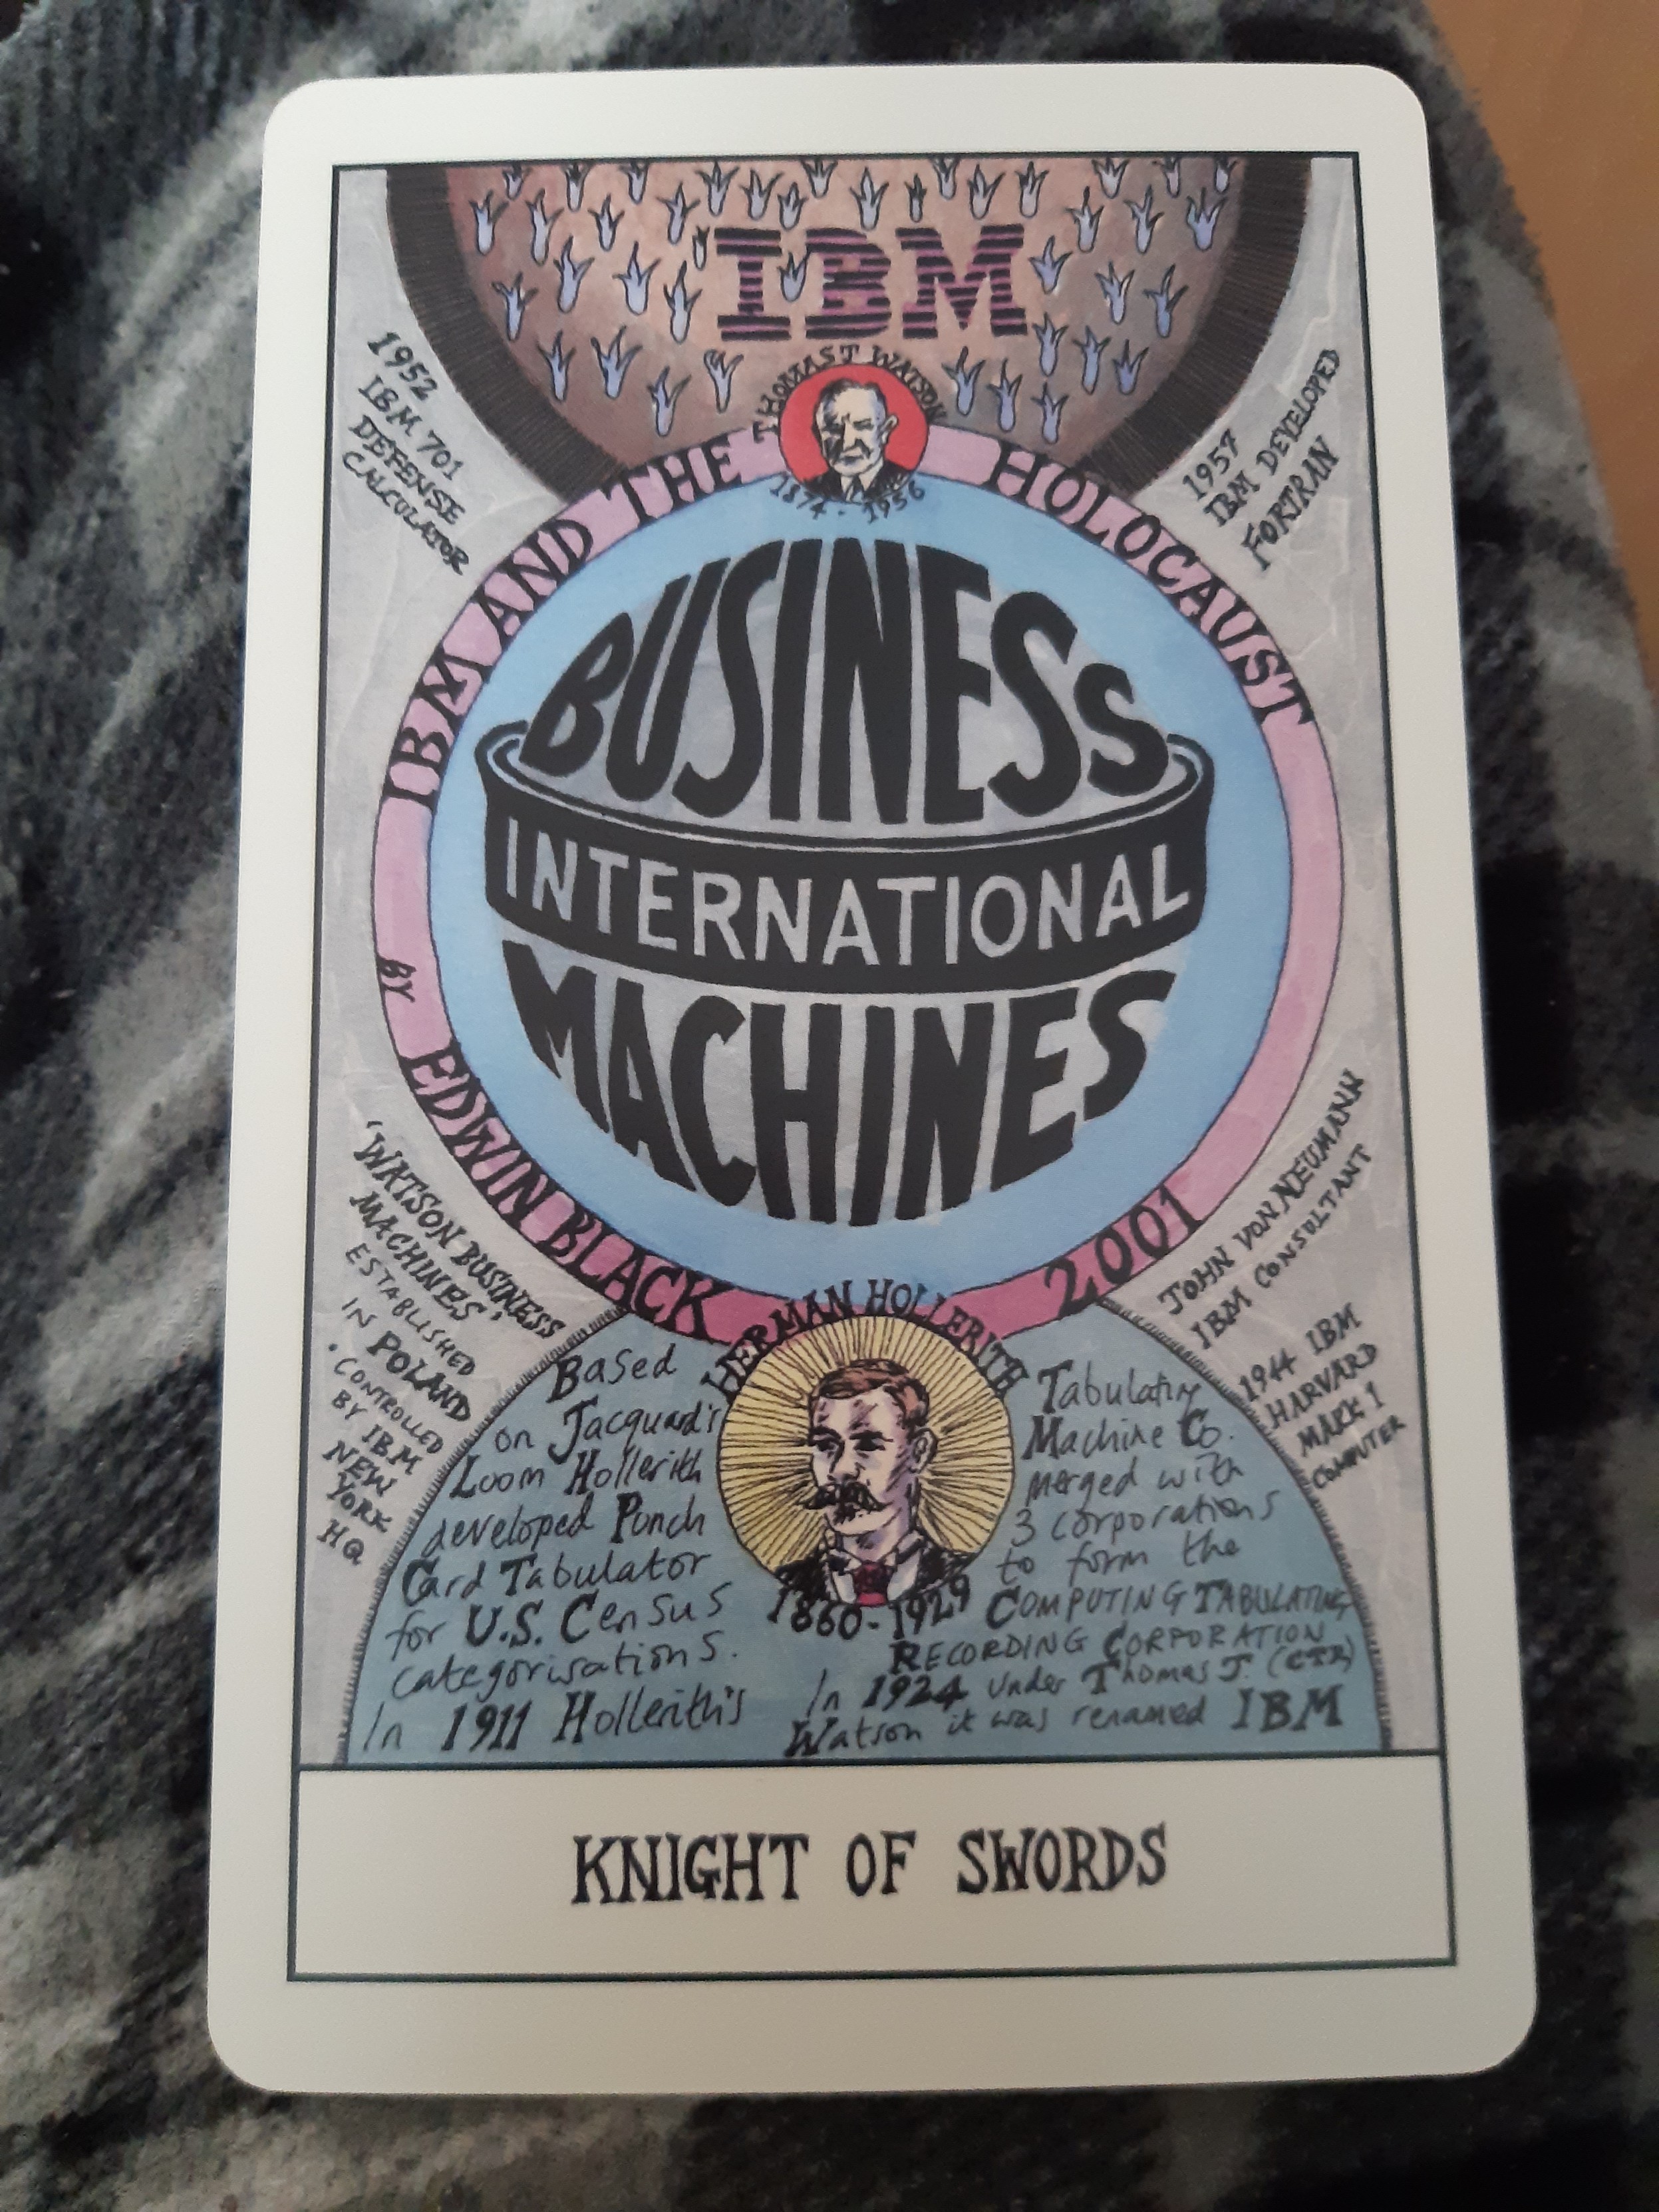 IBM
THOMAS T WATSON
1874 - 1956
1952
IBM 701
DEFENSE
CALCULATOR
1957
IBM DEVELOPED
FORTRAN
IBM AND THE HOLOCAUST
BY EDWIN BLACK 2001
BUSINESS
INTERNATIONAL
MACHINES
'WATSON BUSINESS
MACHINES'
ESTABLISHED
IN POLAND
• CONTROLLED
BY IBM
NEW
YORK
HQ
JOHN VON NEUMANN
IBM CONSULTANT
1944 IBM
HARVARD
MARK 1
COMPUTER
HERMAN HOLLERITH
1860-1929
Based
on Jacquard's
Loom Hollerith
developed Punch
Card Tabulator
for U.S. Census
categorisations.
In 1911 Hollerith's
Tabulating
Machine Co.
merged with
3 corporations
to form the
COMPUTING TABULATING
RECORDING CORPORATION
In 1924 under Thomas J. (CTR)
Watson it was renamed IBM
KNIGHT OF SWORDS